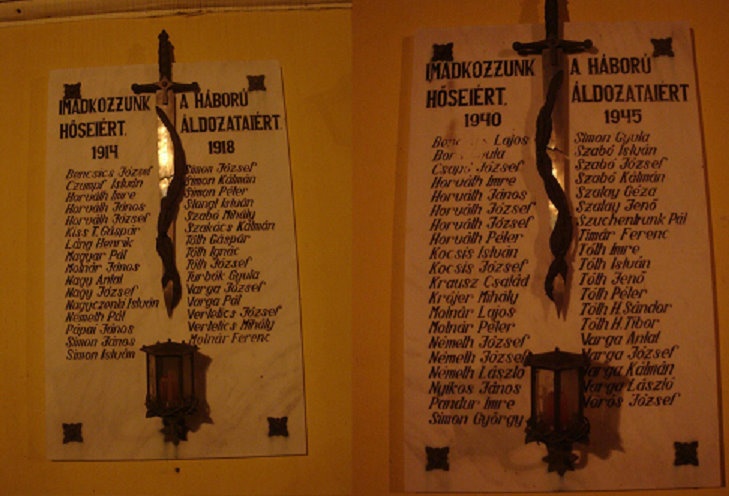 IMÁDKOZZUNK
HŐSEIÉRT.
1914
Bencsics József
Czumpf István
Horváth Imre
Horváth János
Horváth József
Kiss T. Gáspár
Láng Henrik
Magyar Pál
Molnár János
Nagy Antal
Nagy József
István
Németh Pál
Pápai János
Simon János
Simon István
A HÁBORÚ
ÁLDOZATAIÉRT.
1918
Simon József
Simon Kálmán
Simon Péter
Stangl István
Szabó Mihály
Szakács Kálmán
Tóth Gáspár
Tóth Ignác
Tóth József
Turbók Gyula
Varga József
Varga Pál
Vertetics József
Vertetics Mihály
Molnár Ferenc
IMÁDKOZZUNK
HŐSEIÉRT.
1940
Lajos
Csapó József
Horváth Imre
Horváth János
Horváth József
Horváth József
Horváth Péter
Kocsis István
Kocsis József
Krausz Család
Krájer Mihály
Molnár Lajos
Molnár Péter
Németh József
Németh József
Németh László
Nyikos János
Pandur Imre
Simon György
A HÁBORÚ
ÁLDOZATAIÉRT
1945
Simon Gyula
Szabó István
Szabó József
Szabó Kálmán
Szalay Géza
Szalay Jenő
Szuchentrunk Pál
Timár Ferenc
Tóth Imre
Tóth István
Tóth Jenő
Tóth Péter
Tóth H. Sándor
Tóth H. Tibor
Varga Antal
Varga József
Varga Kálmán
Varga László
Vörös József